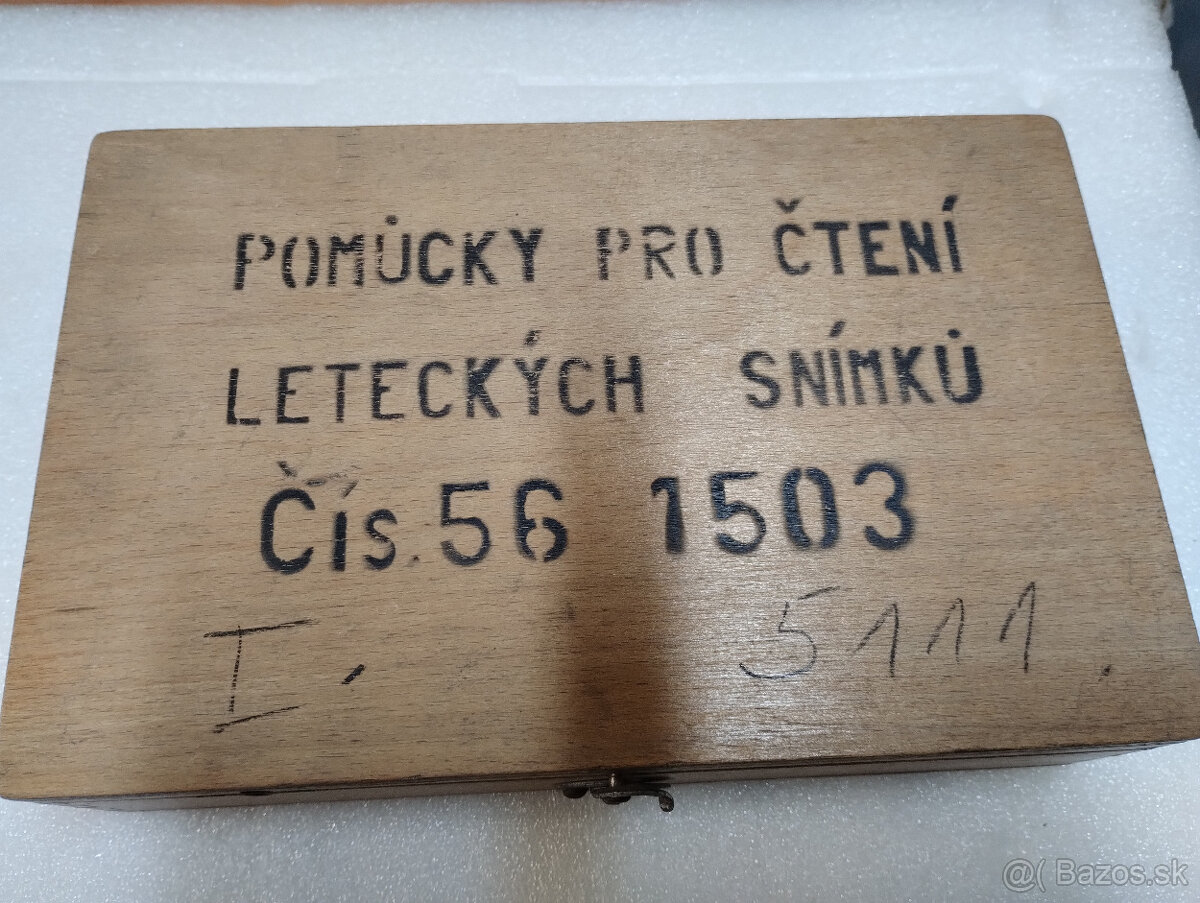 POMŮCKY PRO ČTENÍ
LETECKÝCH SNÍMKŮ
Čís. 56 1503
I. 5111.
@( Bazos.sk